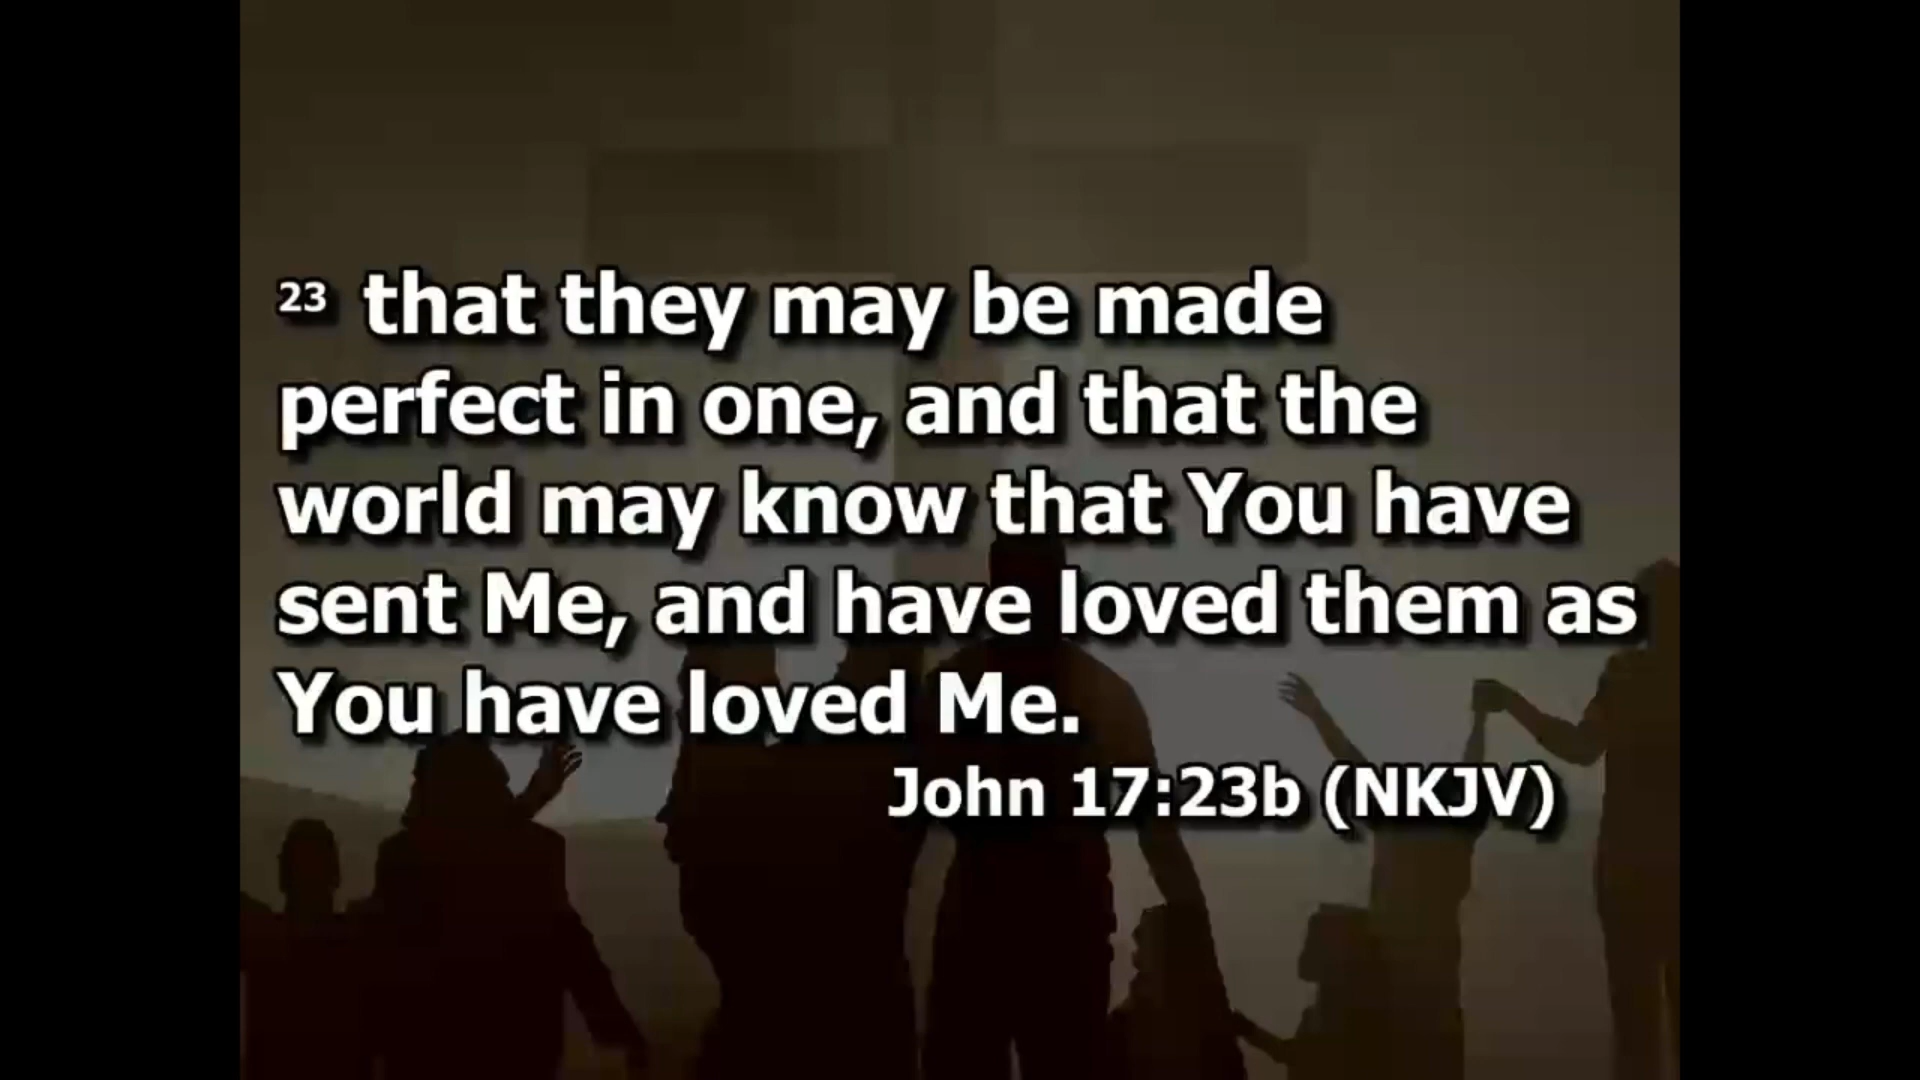 23 that they may be made
perfect in one, and that the
world may know that You have
sent Me, and have loved them as
You have loved Me.
John 17:23b (NKJV)